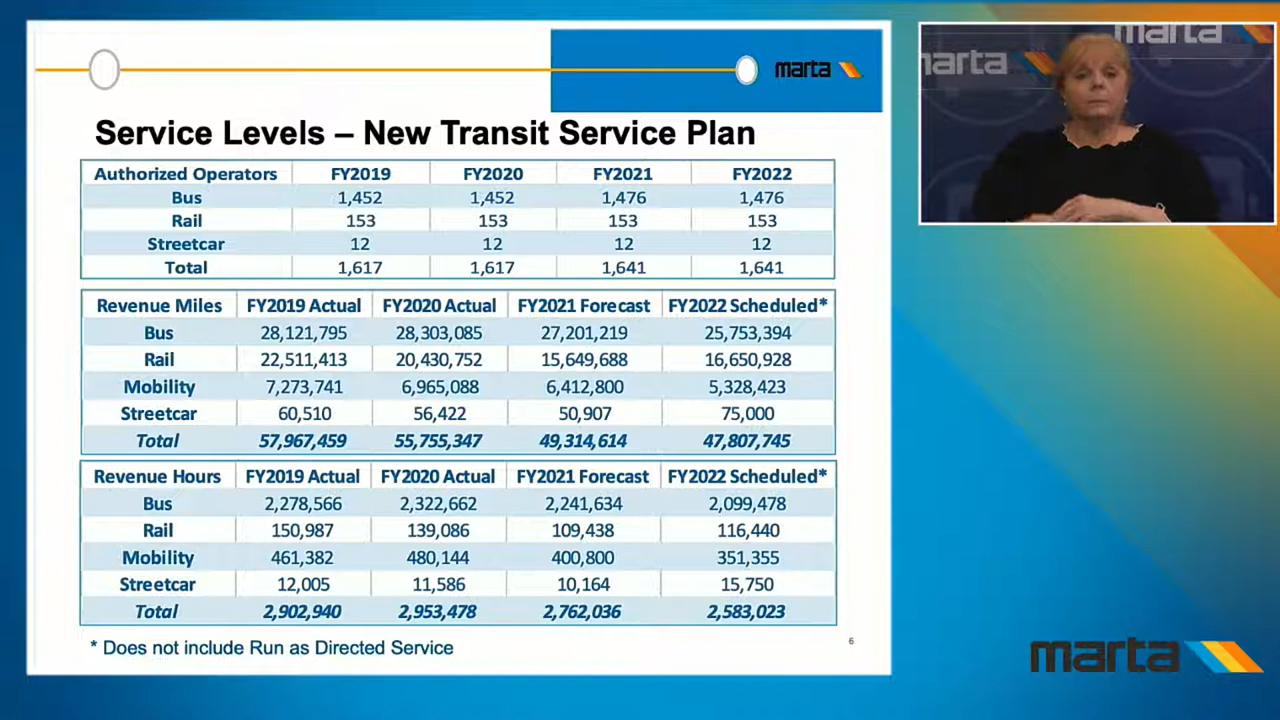 marta
Service Levels – New Transit Service Plan
Authorized Operators FY2019 FY2020 FY2021 FY2022
Bus 1,452 1,452 1,476 1,476
Rail 153 153 153 153
Streetcar 12 12 12 12
Total 1,617 1,617 1,641 1,641
Revenue Miles FY2019 Actual FY2020 Actual FY2021 Forecast FY2022 Scheduled*
Bus 28,121,795 28,303,085 27,201,219 25,753,394
Rail 22,511,413 20,430,752 15,649,688 16,650,928
Mobility 7,273,741 6,965,088 6,412,800 5,328,423
Streetcar 60,510 56,422 50,907 75,000
Total 57,967,459 55,755,347 49,314,614 47,807,745
Revenue Hours FY2019 Actual FY2020 Actual FY2021 Forecast FY2022 Scheduled*
Bus 2,278,566 2,322,662 2,241,634 2,099,478
Rail 150,987 139,086 109,438 116,440
Mobility 461,382 480,144 400,800 351,355
Streetcar 12,005 11,586 10,164 15,750
Total 2,902,940 2,953,478 2,762,036 2,583,023
* Does not include Run as Directed Service
6
marta
marta
marta